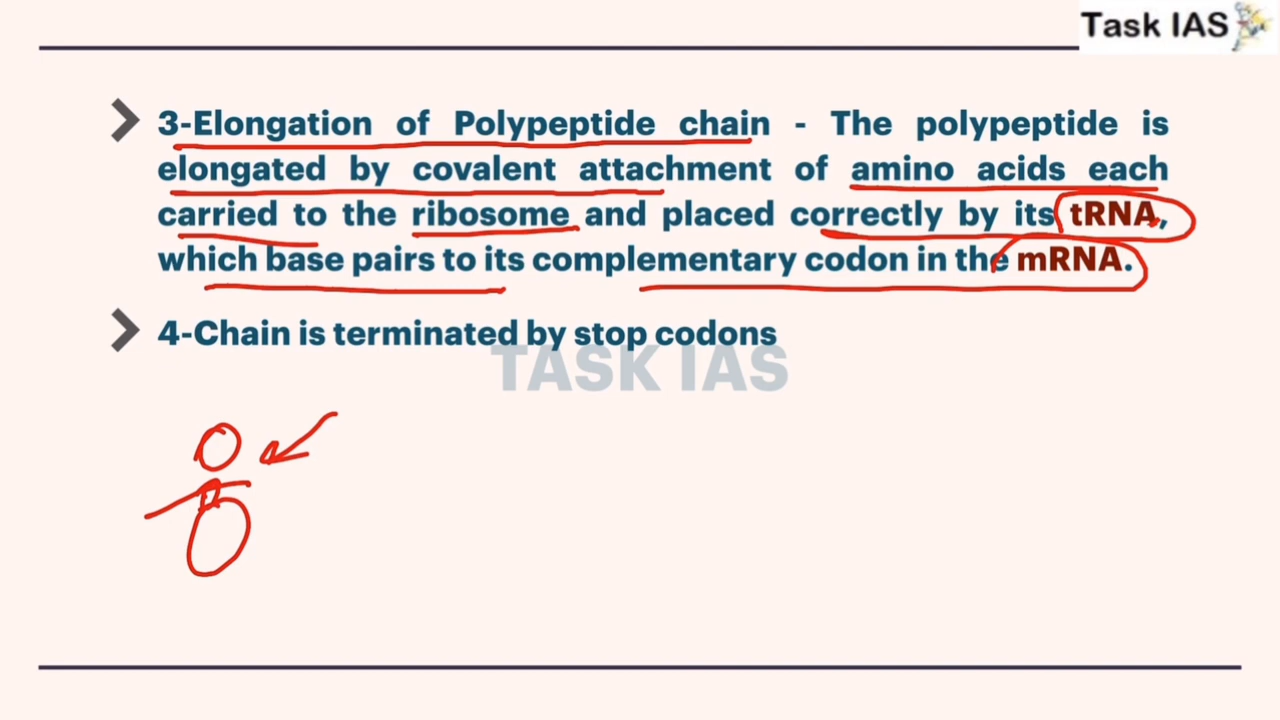 Task IAS
3-Elongation of Polypeptide chain - The polypeptide is
elongated by covalent attachment of amino acids each
carried to the ribosome and placed correctly by its tRNA,
which base pairs to its complementary codon in the mRNA.
4-Chain is terminated by stop codons
TASK IAS